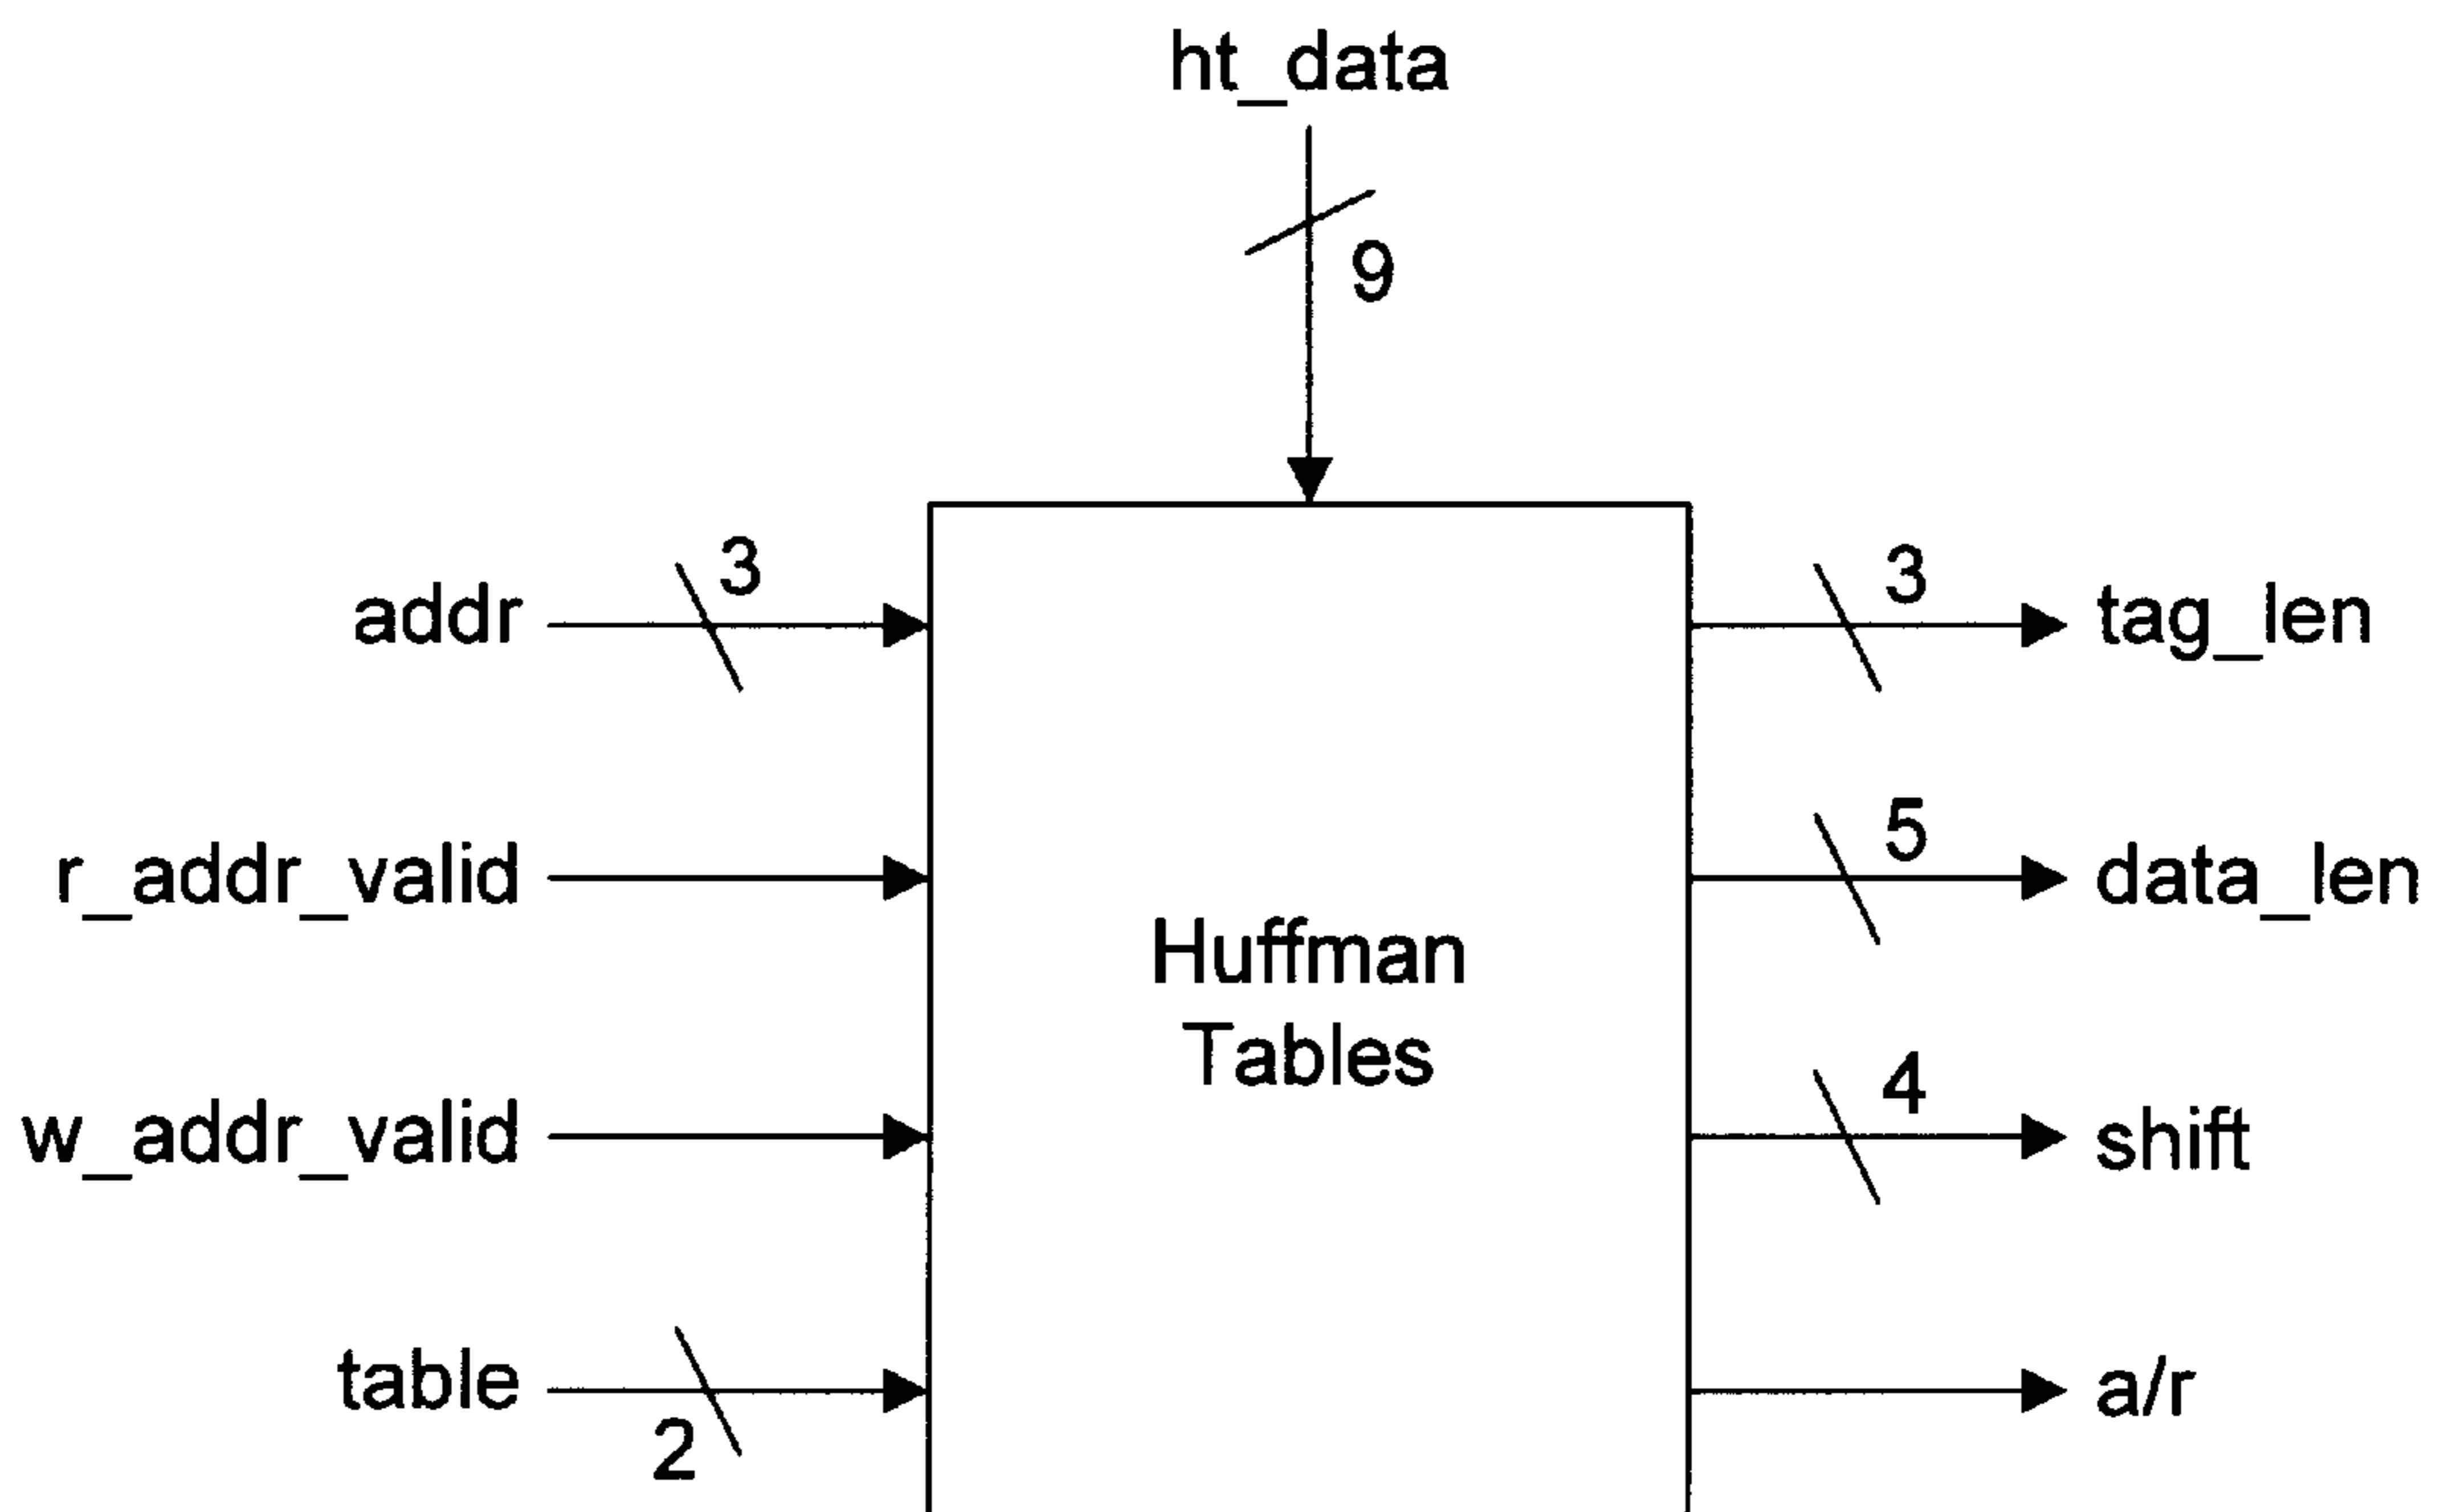 ht_data
9
addr
3
3
tag_len
r_addr_valid
5
data_len
Huffman
Tables
w_addr_valid
4
shift
table
2
a/r